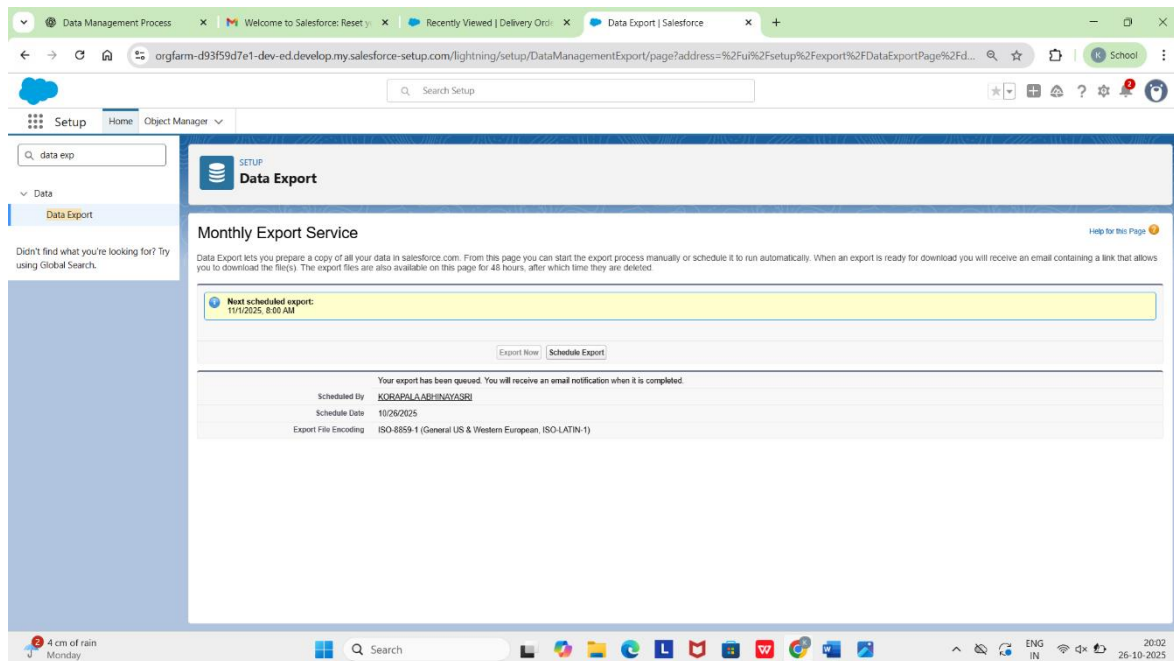 Data Management Process
Welcome to Salesforce: Reset y
Recently Viewed | Delivery Orde
Data Export | Salesforce
orgfarm-d93f59d7e1-dev-ed.develop.my.salesforce-setup.com/lightning/setup/DataManagementExport/page?address=%2Fui%2Fsetup%2Fexport%2FDataExportPage%2Fd...
K School
Search Setup
2
Setup Home Object Manager
data exp
Data
Data Export
Didn't find what you're looking for? Try
using Global Search.
SETUP
Data Export
Monthly Export Service
Help for this Page
Data Export lets you prepare a copy of all your data in salesforce.com. From this page you can start the export process manually or schedule it to run automatically. When an export is ready for download you will receive an email containing a link that allows
you to download the file(s). The export files are also available on this page for 48 hours, after which time they are deleted.
Next scheduled export:
11/1/2025, 8:00 AM
Export Now Schedule Export
Your export has been queued. You will receive an email notification when it is completed.
Scheduled By KORAPALA ABHINAYASRI
Schedule Date 10/26/2025
Export File Encoding ISO-8859-1 (General US & Western European, ISO-LATIN-1)
2
4 cm of rain
Monday
Search
L
W
ENG
IN
20:02
26-10-2025